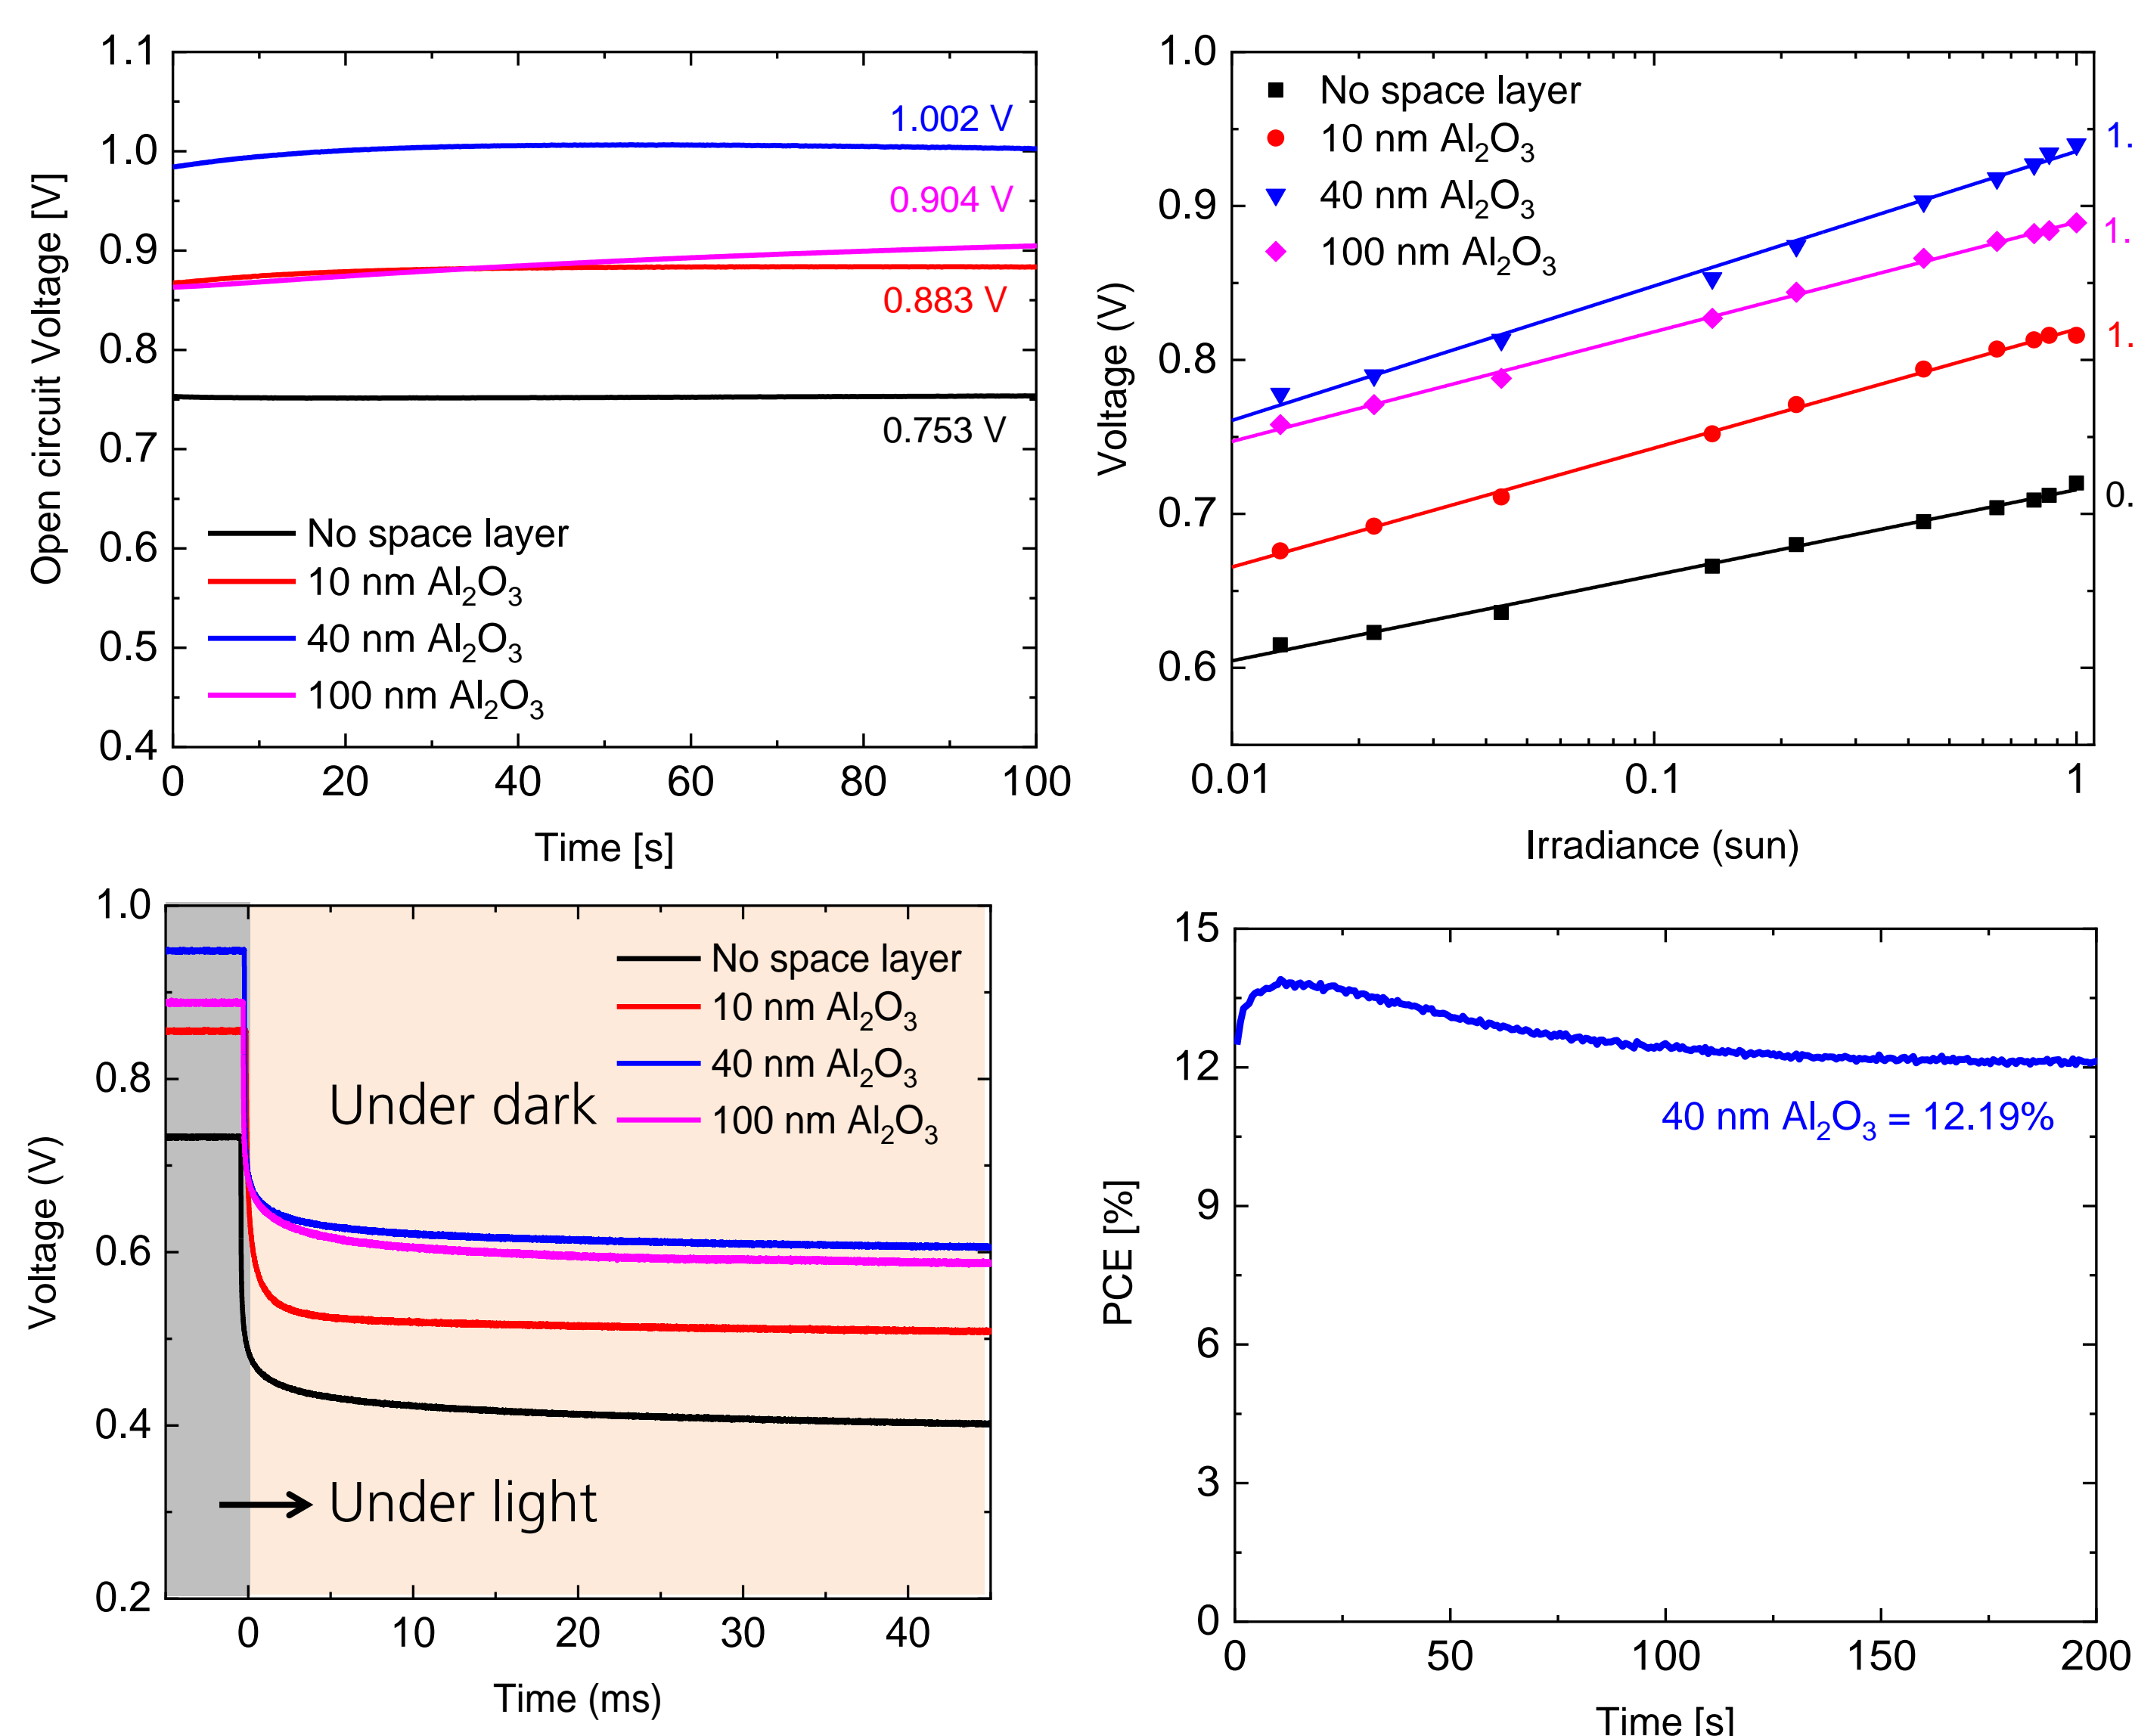 1.1
1.0
0.9
0.8
0.7
0.6
0.5
0.4
Open circuit Voltage [V]
1.002 V
0.904 V
0.883 V
0.753 V
No space layer
10 nm Al₂O₃
40 nm Al₂O₃
100 nm Al₂O₃
0 20 40 60 80 100
Time [s]
1.0
0.9
0.8
0.7
0.6
Voltage (V)
No space layer
10 nm Al₂O₃
40 nm Al₂O₃
100 nm Al₂O₃
1.
1.
1.
0.
0.01 0.1 1
Irradiance (sun)
1.0
0.8
0.6
0.4
0.2
Voltage (V)
No space layer
10 nm Al₂O₃
40 nm Al₂O₃
100 nm Al₂O₃
Under dark
Under light
0 10 20 30 40
Time (ms)
15
12
9
6
3
0
PCE [%]
40 nm Al₂O₃ = 12.19%
0 50 100 150 200
Time [s]